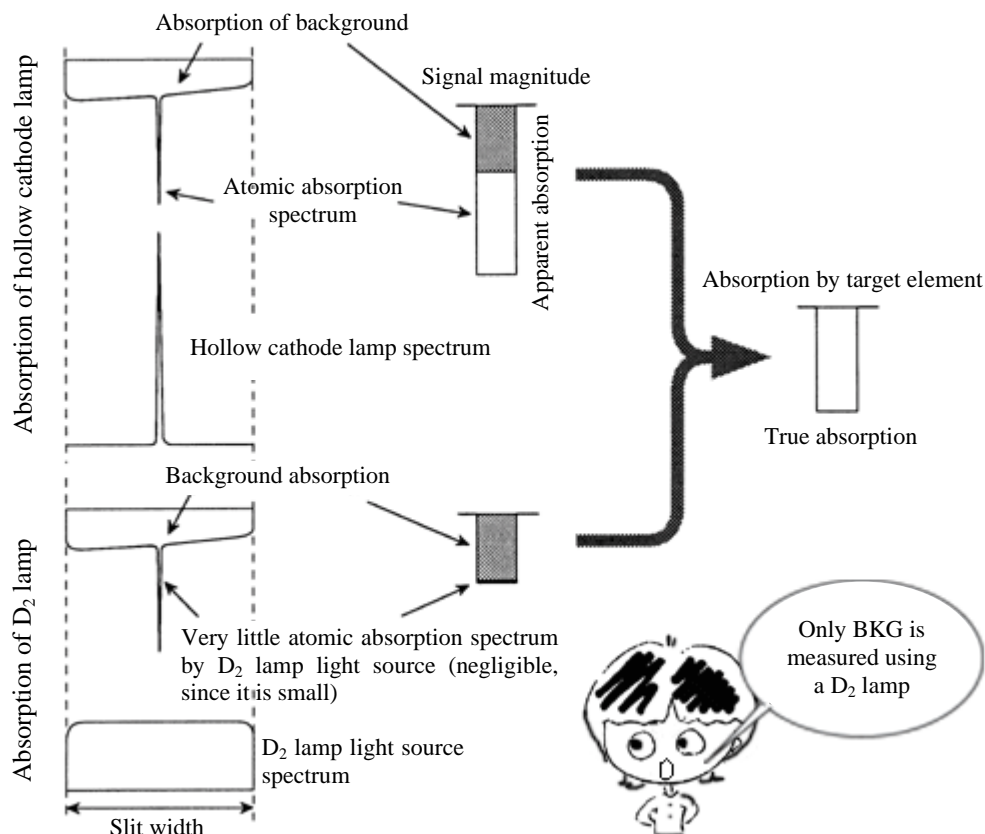 Absorption of hollow cathode lamp
Absorption of background
Signal magnitude
Apparent absorption
Atomic absorption
spectrum
Hollow cathode lamp spectrum
Absorption by target element
True absorption
Absorption of D₂ lamp
Background absorption
Very little atomic absorption spectrum
by D₂ lamp light source (negligible,
since it is small)
D₂ lamp light source
spectrum
Slit width
Only BKG is
measured using
a D₂ lamp